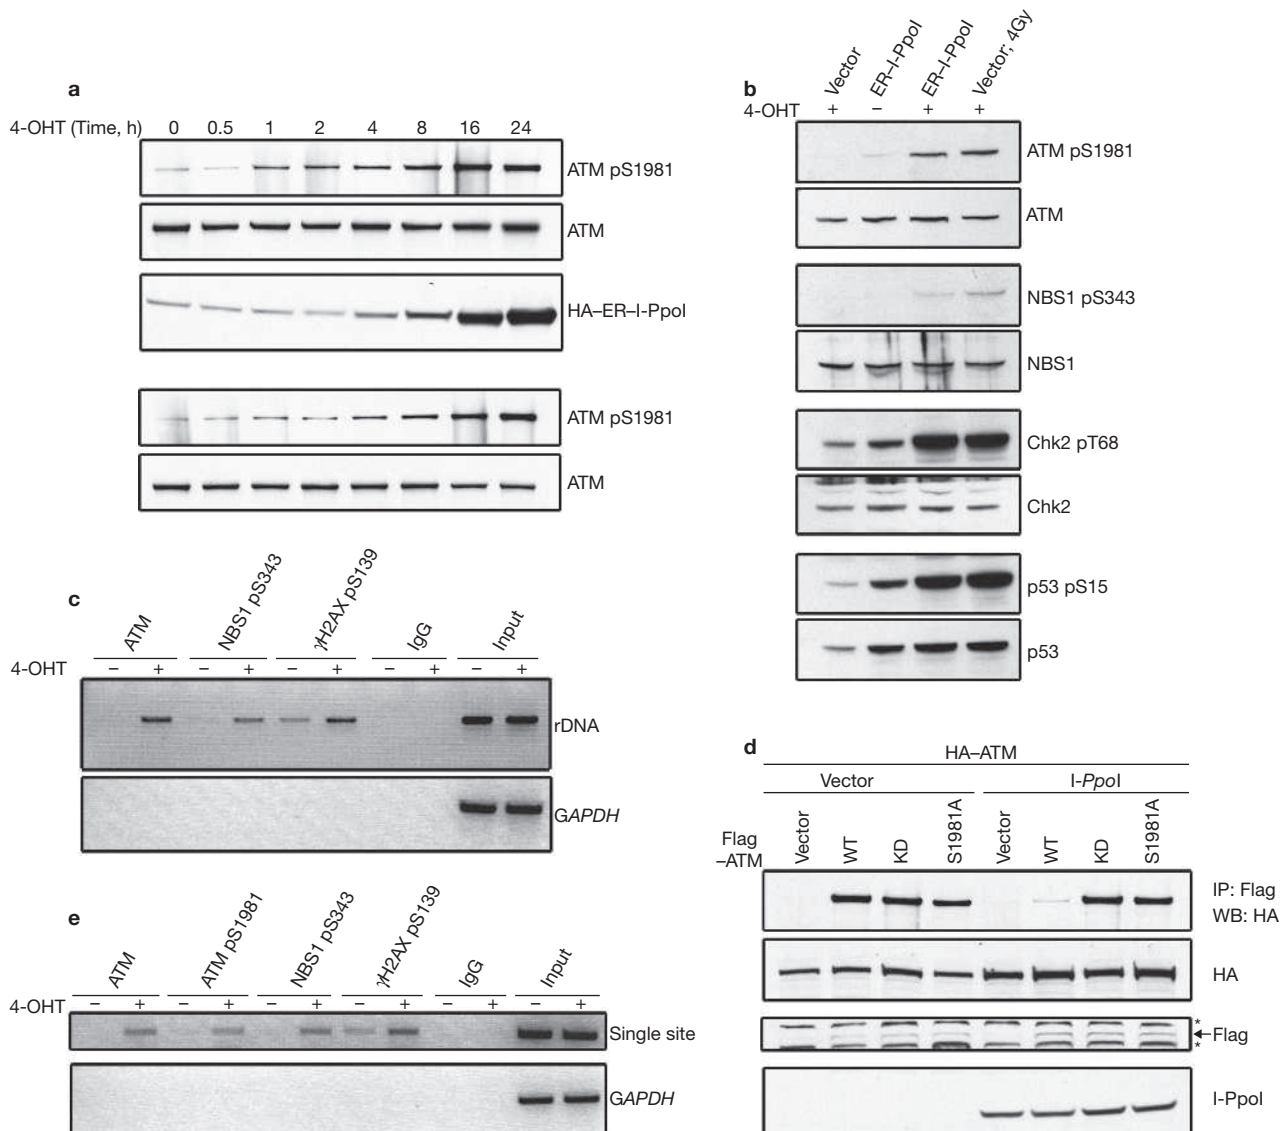 a
4-OHT (Time, h) 0 0.5 1 2 4 8 16 24
ATM pS1981
ATM
HA–ER–I-PpoI
ATM pS1981
ATM
b
Vector ER–I-PpoI ER–I-PpoI Vector; 4Gy
4-OHT + – + +
ATM pS1981
ATM
NBS1 pS343
NBS1
Chk2 pT68
Chk2
p53 pS15
p53
c
ATM NBS1 pS343 γH2AX pS139 IgG Input
4-OHT – + – + – + – + – +
rDNA
GAPDH
d
HA–ATM
Vector I-PpoI
Flag
–ATM
Vector WT KD S1981A Vector WT KD S1981A
IP: Flag
WB: HA
HA
*
Flag
*
I-PpoI
e
ATM ATM pS1981 NBS1 pS343 γH2AX pS139 IgG Input
4-OHT – + – + – + – + – + – +
Single site
GAPDH